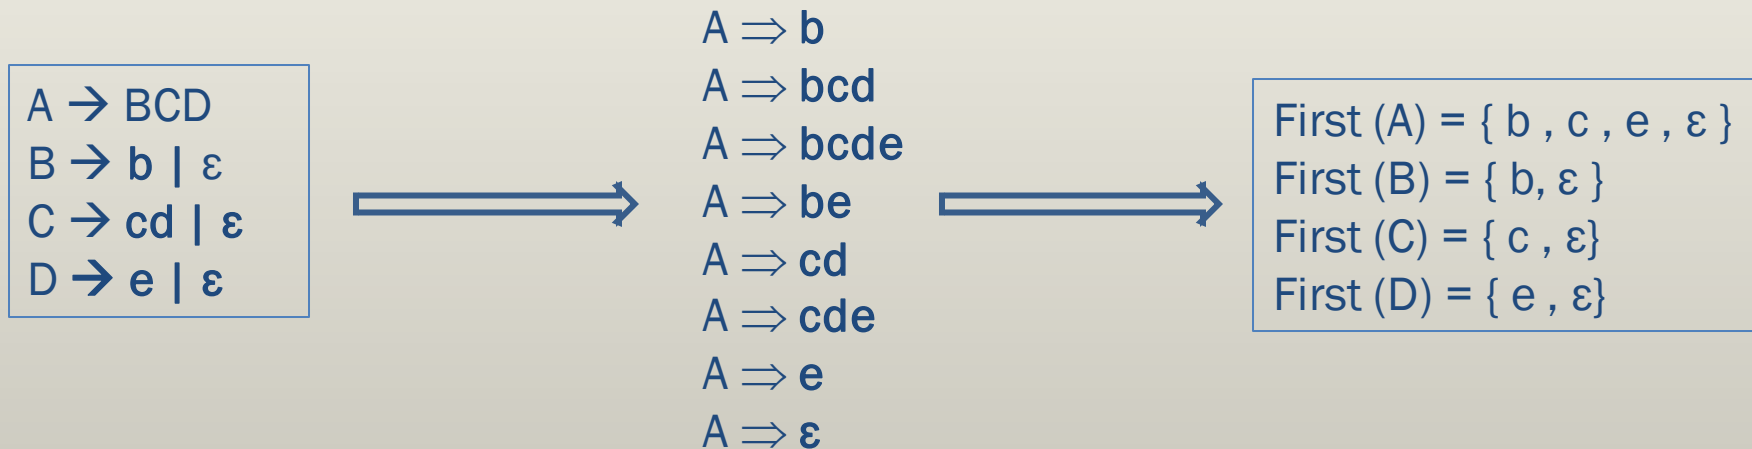 A → BCD
B → b | ε
C → cd | ε
D → e | ε
A ⇒ b
A ⇒ bcd
A ⇒ bcde
A ⇒ be
A ⇒ cd
A ⇒ cde
A ⇒ e
A ⇒ ε
First (A) = { b , c , e , ε }
First (B) = { b, ε }
First (C) = { c , ε}
First (D) = { e , ε}